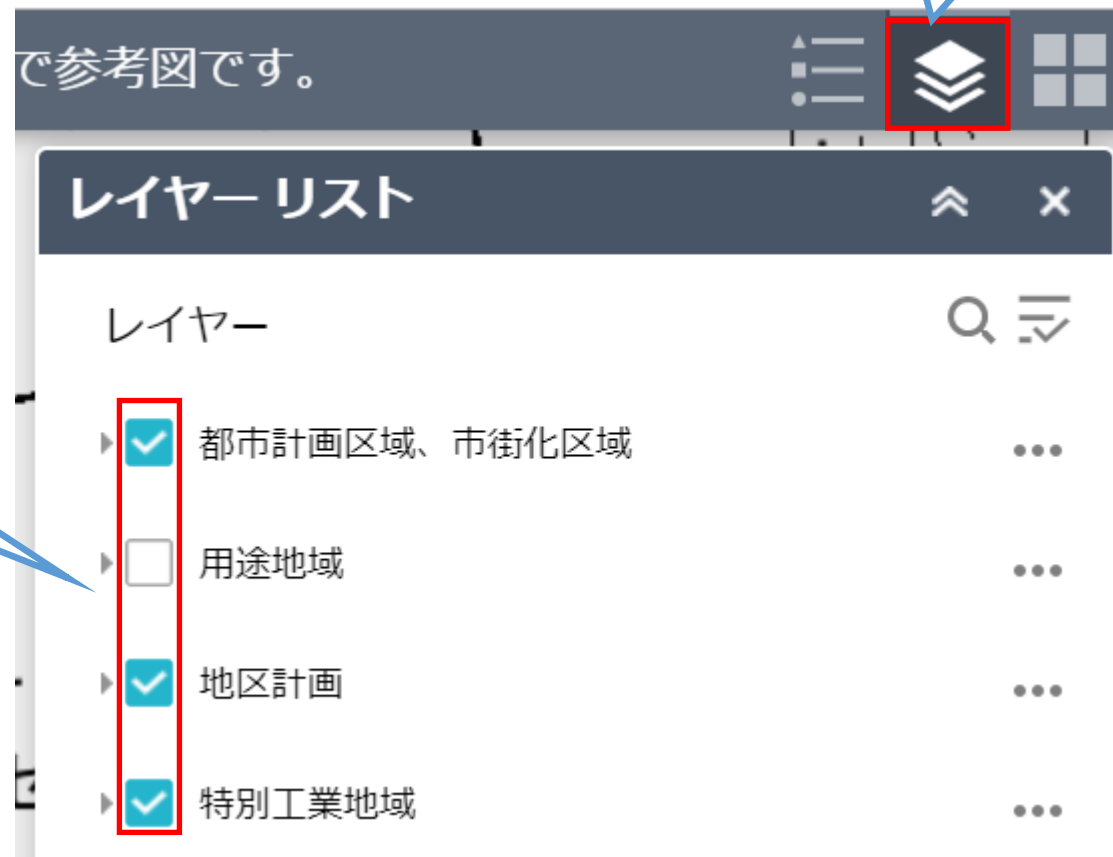 で参考図です。
レイヤー リスト
レイヤー
都市計画区域、市街化区域
用途地域
地区計画
特別工業地域